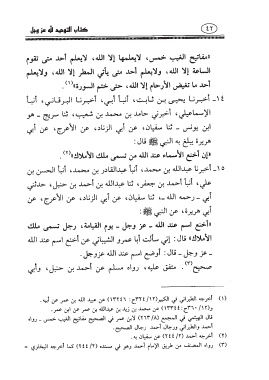 ٤٢
كتاب التوحيد لله عز وجل
«مفاتيح الغيب خمس، لايعلمها إلا الله، لايعلم أحد متى تقوم
الساعة إلا الله، ولايعلم أحد متى يأتي المطر إلا الله، ولايعلم
أحد ما تغيض الأرحام إلا الله، حتى ختم السورة»(١).
١٤ـ أخبرنا يحيى بن ثابت، أنبأ أبي، أخبرنا البرقاني، أنبأ
الإسماعيلي، أخبرني حامد بن محمد بن شعيب، ثنا سريج ـ هو
ابن يونس ـ ثنا سفيان، عن أبي الزناد، عن الأعرج، عن أبي
هريرة يبلغ به النبي ﷺ قال:
«إن أخنع الأسماء عند الله من تسمى ملك الأملاك»(٢).
١٥ـ أخبرنا عبدالله بن محمد، أنبأ عبدالقادر بن محمد، أنبأ الحسن بن
علي، أنبأ أحمد بن جعفر، ثنا عبدالله بن أحمد بن حنبل، حدثني
أبي ـ رحمه الله ـ، ثنا سفيان، عن أبي الزناد، عن الأعرج، عن
أبي هريرة، عن النبي ﷺ قال:
«أخنع اسم عند الله ـ عز وجل ـ يوم القيامة، رجل تسمى ملك
الأملاك» قال: إني سألت أبا عمرو الشيباني عن أخنع اسم عند الله
ـ عز وجل ـ قال: أوضع اسم عند الله عزوجل.
صحيح(٣). متفق عليه، رواه مسلم عن أحمد بن حنبل، وأبي
(١) أخرجه الطبراني في الكبير (١٢/ح١٣٢٤٦) عن عبيد الله بن عمر عن أبيه.
و(١٢/٣٦٠ح١٣٣٤٤) عن محمد بن زيد بن عبدالله بن عمر عن ابن عمر.
قال الهيثمي في المجمع (٢٦٣/٨) لابن عمر في الصحيح مفاتيح الغيب خمس ـ رواه
أحمد والطبراني ورجال أحمد رجال الصحيح.
(٢) أخرجه أحمد (٢٤٤/٢) عن سفيان به.
(٣) رواه المصنف من طريق الإمام أحمد وهو في مسنده (٢٤٤/٢) كما أخرجه البخاري =